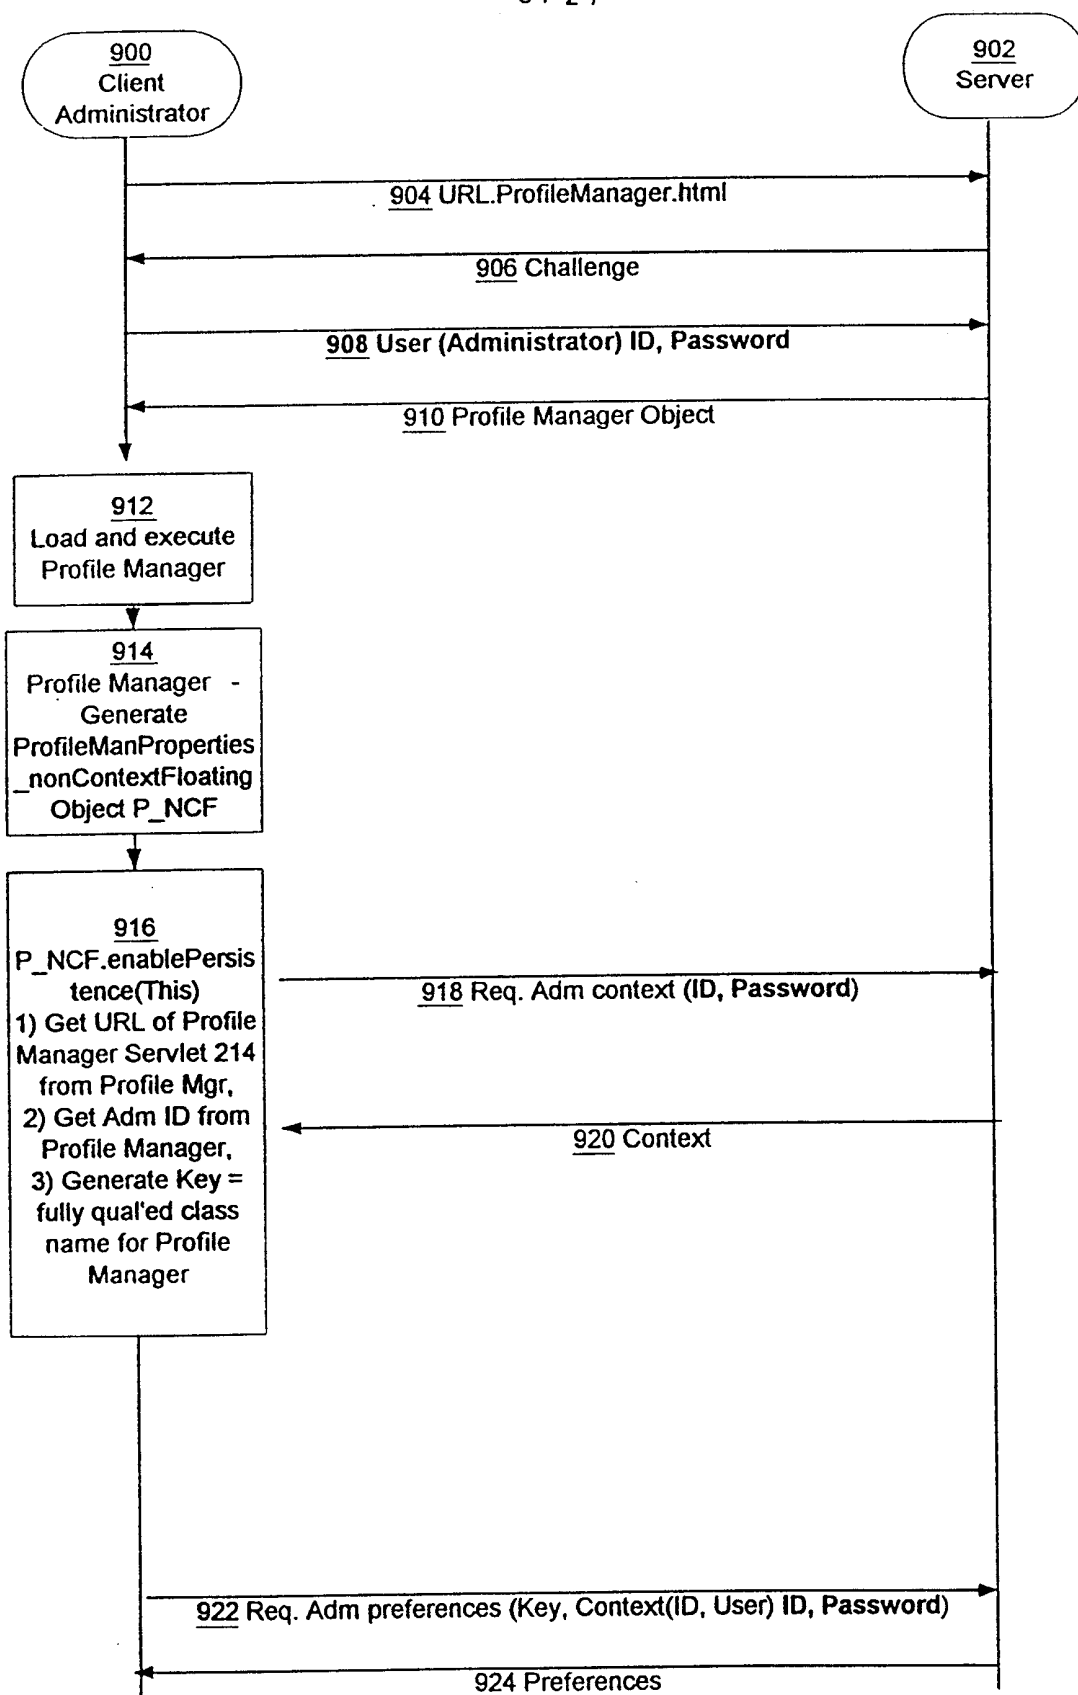 900
Client
Administrator
902
Server
904 URL.ProfileManager.html
906 Challenge
908 User (Administrator) ID, Password
910 Profile Manager Object
912
Load and execute
Profile Manager
914
Profile Manager -
Generate
ProfileManProperties
_nonContextFloating
Object P_NCF
916
P_NCF.enablePersis
tence(This)
1) Get URL of Profile
Manager Servlet 214
from Profile Mgr,
2) Get Adm ID from
Profile Manager,
3) Generate Key =
fully qual'ed class
name for Profile
Manager
918 Req. Adm context (ID, Password)
920 Context
922 Req. Adm preferences (Key, Context(ID, User) ID, Password)
924 Preferences